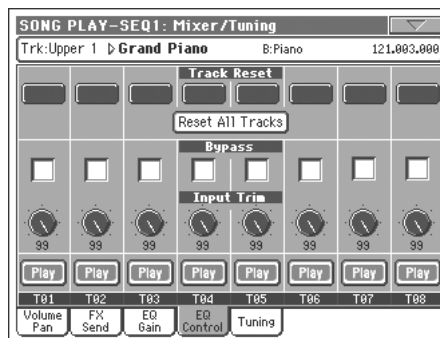 SONG PLAY-SEQ1: Mixer/Tuning
Trk:Upper 1 Grand Piano B:Piano 121.003.000
Track Reset
Reset All Tracks
Bypass
Input Trim
99 99 99 99 99 99 99 99
Play Play Play Play Play Play Play Play
T01 T02 T03 T04 T05 T06 T07 T08
Volume Pan FX Send EQ Gain EQ Control Tuning